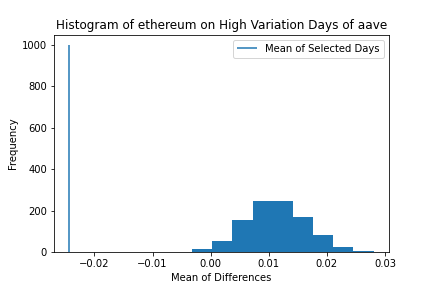 Histogram of ethereum on High Variation Days of aave
Mean of Selected Days
1000
800
600
400
200
0
Frequency
−0.02 −0.01 0.00 0.01 0.02 0.03
Mean of Differences